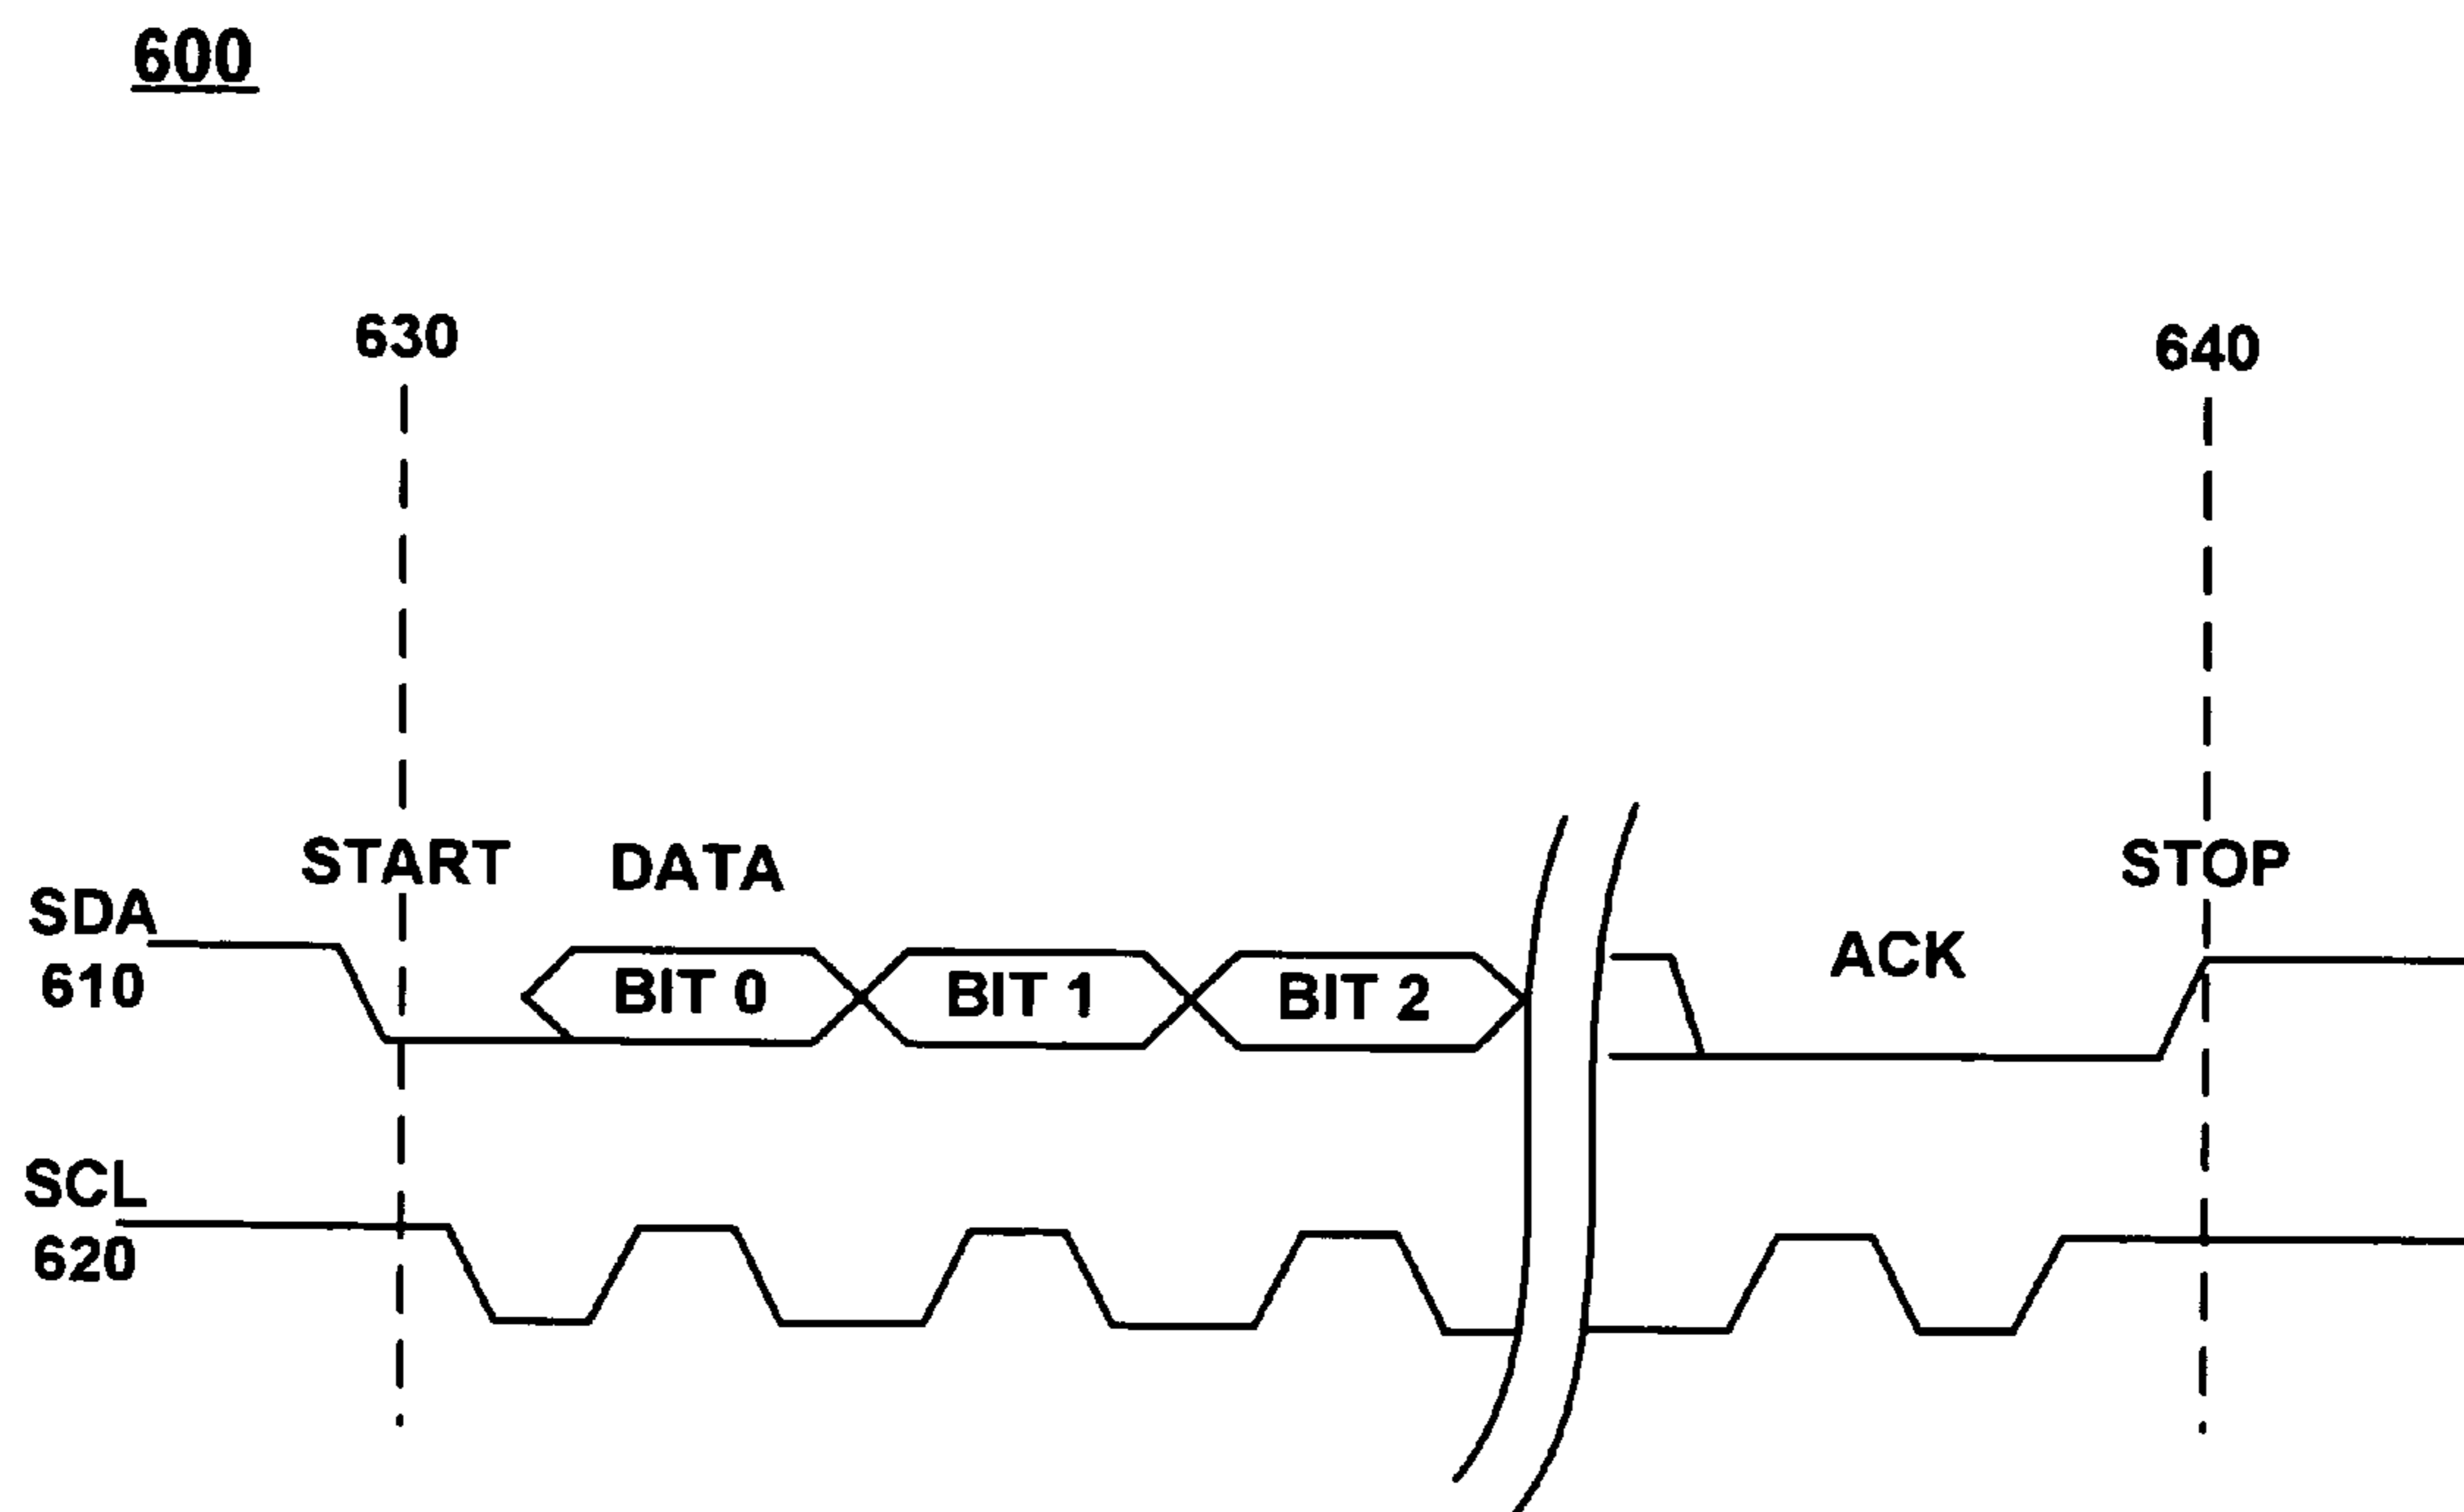 600
630
640
START
DATA
STOP
SDA
610
BIT 0
BIT 1
BIT 2
ACK
SCL
620